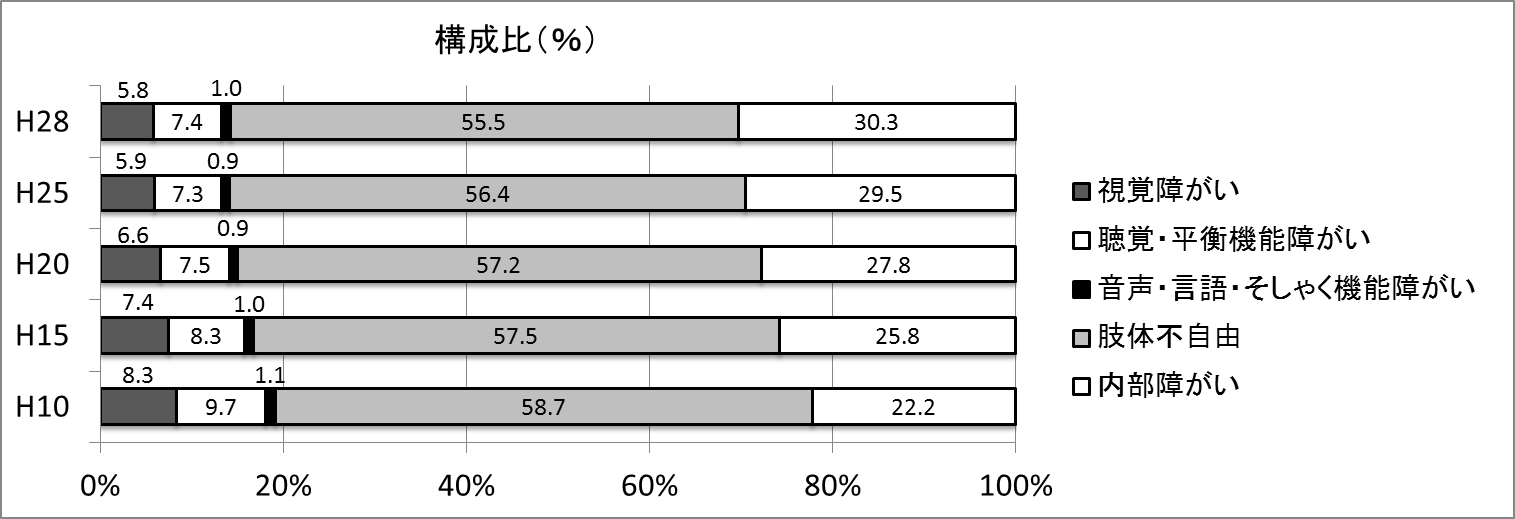 構成比(%)
5.8 1.0
H28 7.4 55.5 30.3
5.9 0.9
H25 7.3 56.4 29.5
6.6 0.9
H20 7.5 57.2 27.8
7.4 1.0
H15 8.3 57.5 25.8
8.3 1.1
H10 9.7 58.7 22.2
0% 20% 40% 60% 80% 100%
視覚障がい
聴覚・平衡機能障がい
音声・言語・そしゃく機能障がい
肢体不自由
内部障がい